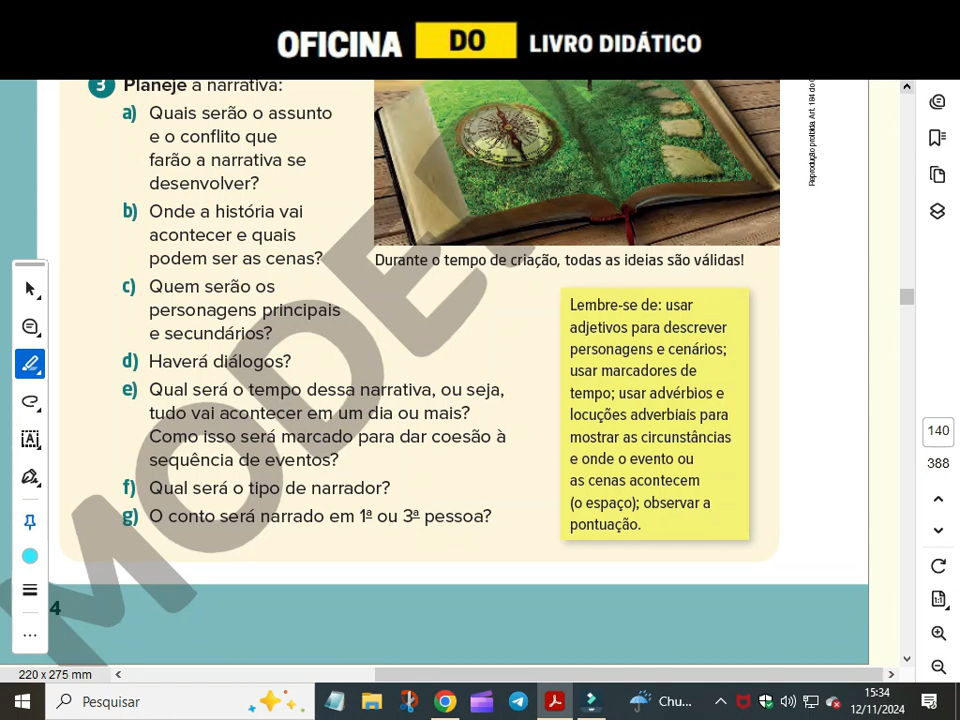 OFICINA DO LIVRO DIDÁTICO
3 Planeje a narrativa:
a) Quais serão o assunto
e o conflito que
farão a narrativa se
desenvolver?
b) Onde a história vai
acontecer e quais
podem ser as cenas?
c) Quem serão os
personagens principais
e secundários?
d) Haverá diálogos?
e) Qual será o tempo dessa narrativa, ou seja,
tudo vai acontecer em um dia ou mais?
Como isso será marcado para dar coesão à
sequência de eventos?
f) Qual será o tipo de narrador?
g) O conto será narrado em 1ª ou 3ª pessoa?
Durante o tempo de criação, todas as ideias são válidas!
Lembre-se de: usar
adjetivos para descrever
personagens e cenários;
usar marcadores de
tempo; usar advérbios e
locuções adverbiais para
mostrar as circunstâncias
e onde o evento ou
as cenas acontecem
(o espaço); observar a
pontuação.
Reprodução proibida. Art. 184 do
MODE
4
140
388
220 x 275 mm
Pesquisar
Chu...
15:34
12/11/2024